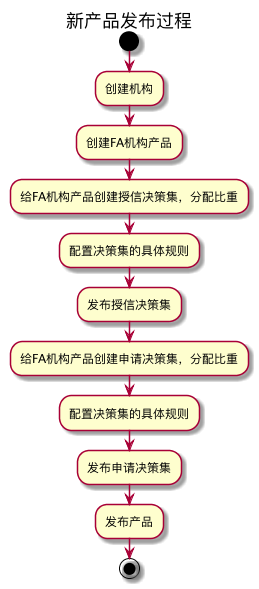 新产品发布过程
创建机构
创建FA机构产品
给FA机构产品创建授信决策集，分配比重
配置决策集的具体规则
发布授信决策集
给FA机构产品创建申请决策集，分配比重
配置决策集的具体规则
发布申请决策集
发布产品